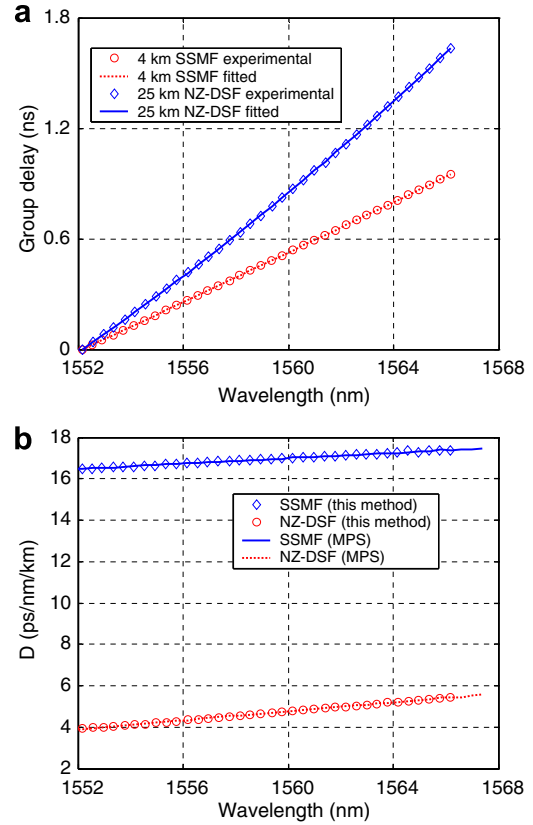 a
1.8
1.2
0.6
0
Group delay (ns)
4 km SSMF experimental
4 km SSMF fitted
25 km NZ-DSF experimental
25 km NZ-DSF fitted
1552 1556 1560 1564 1568
Wavelength (nm)
b
18
16
14
12
10
8
6
4
2
D (ps/nm/km)
SSMF (this method)
NZ-DSF (this method)
SSMF (MPS)
NZ-DSF (MPS)
1552 1556 1560 1564 1568
Wavelength (nm)